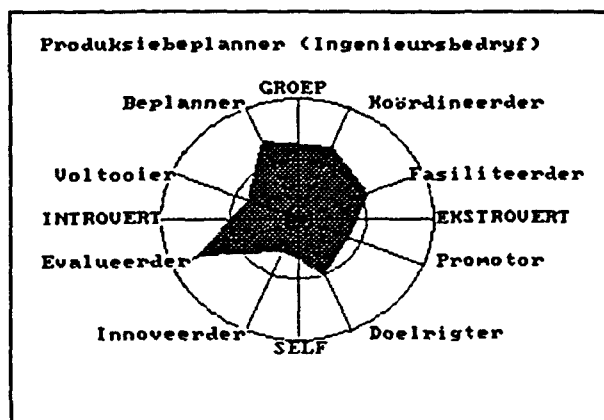 Produksiebeplanner (Ingenieursbedryf)
GROEP
Beplanner Koördineerder
Voltooier Fasiliteerder
INTROVERT EKSTROVERT
Evalueerder Promotor
Innoveerder Doelrigter
SELF